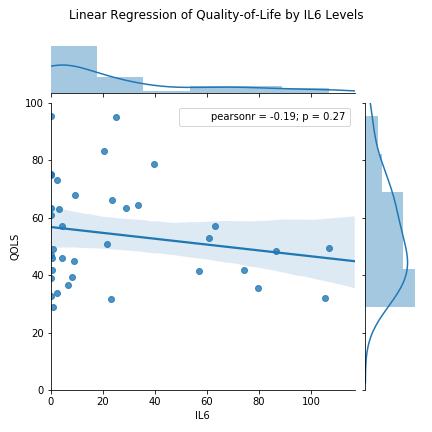 Linear Regression of Quality-of-Life by IL6 Levels
pearsonr = -0.19; p = 0.27
100
80
60
40
20
0
QOLS
0 20 40 60 80 100
IL6